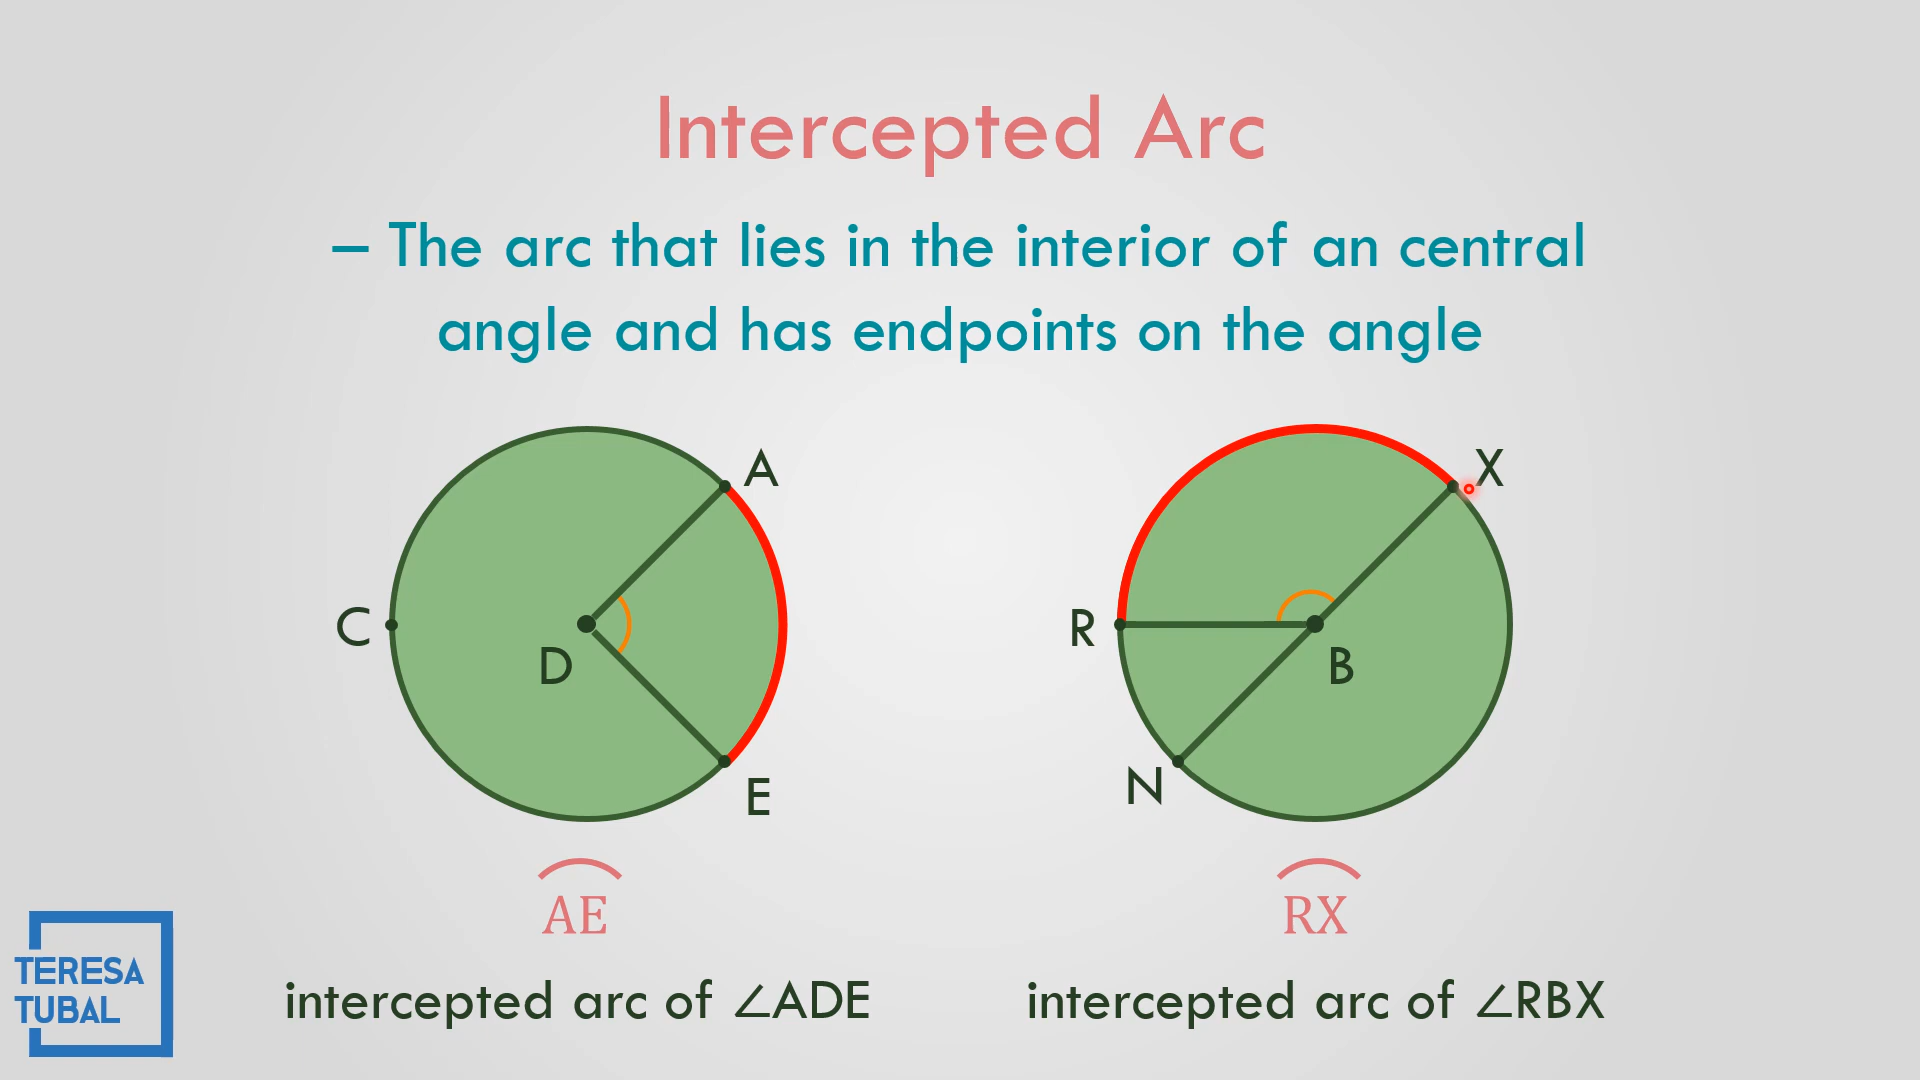 Intercepted Arc
– The arc that lies in the interior of an central
angle and has endpoints on the angle
A
C
D
E
X
R
B
N
AE
RX
intercepted arc of ∠ADE
intercepted arc of ∠RBX
TERESA
TUBAL